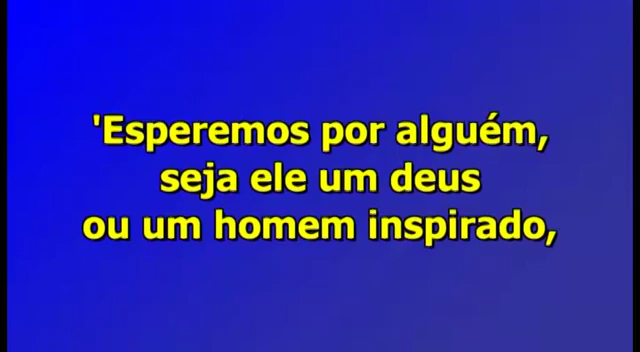 'Esperemos por alguém,
seja ele um deus
ou um homem inspirado,